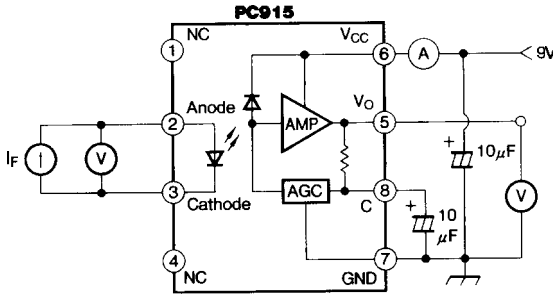 PC915
NC
1
VCC
6
A
9V
Anode
2
VO
5
AMP
IF
V
10μF
+
3
Cathode
AGC
8
C
+
10
μF
V
4
NC
7
GND